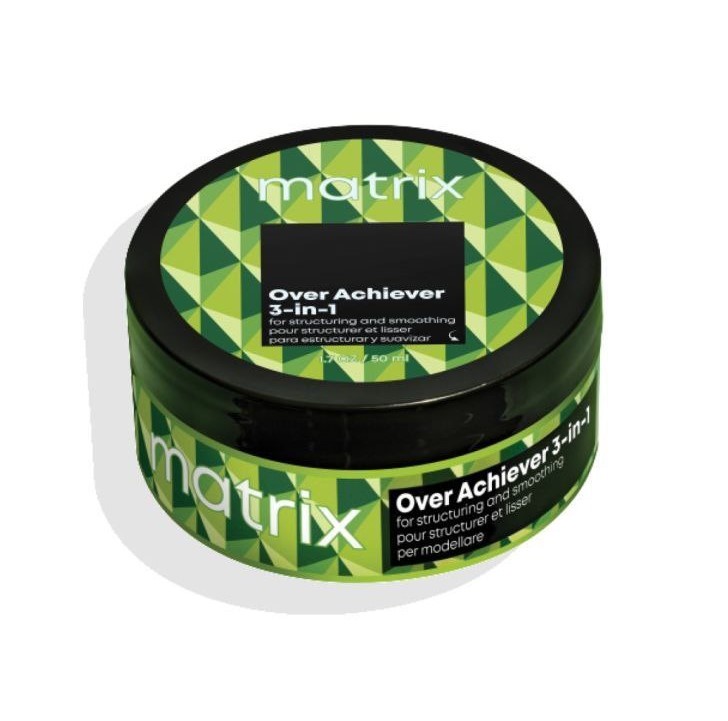 matrix
Over Achiever
3-in-1
for structuring and smoothing
pour structurer et lisser
para estructurar y suavizar
1.7 OZ / 50 ml
matrix
Over Achiever 3-in-1
for structuring and smoothing
pour structurer et lisser
per modellare